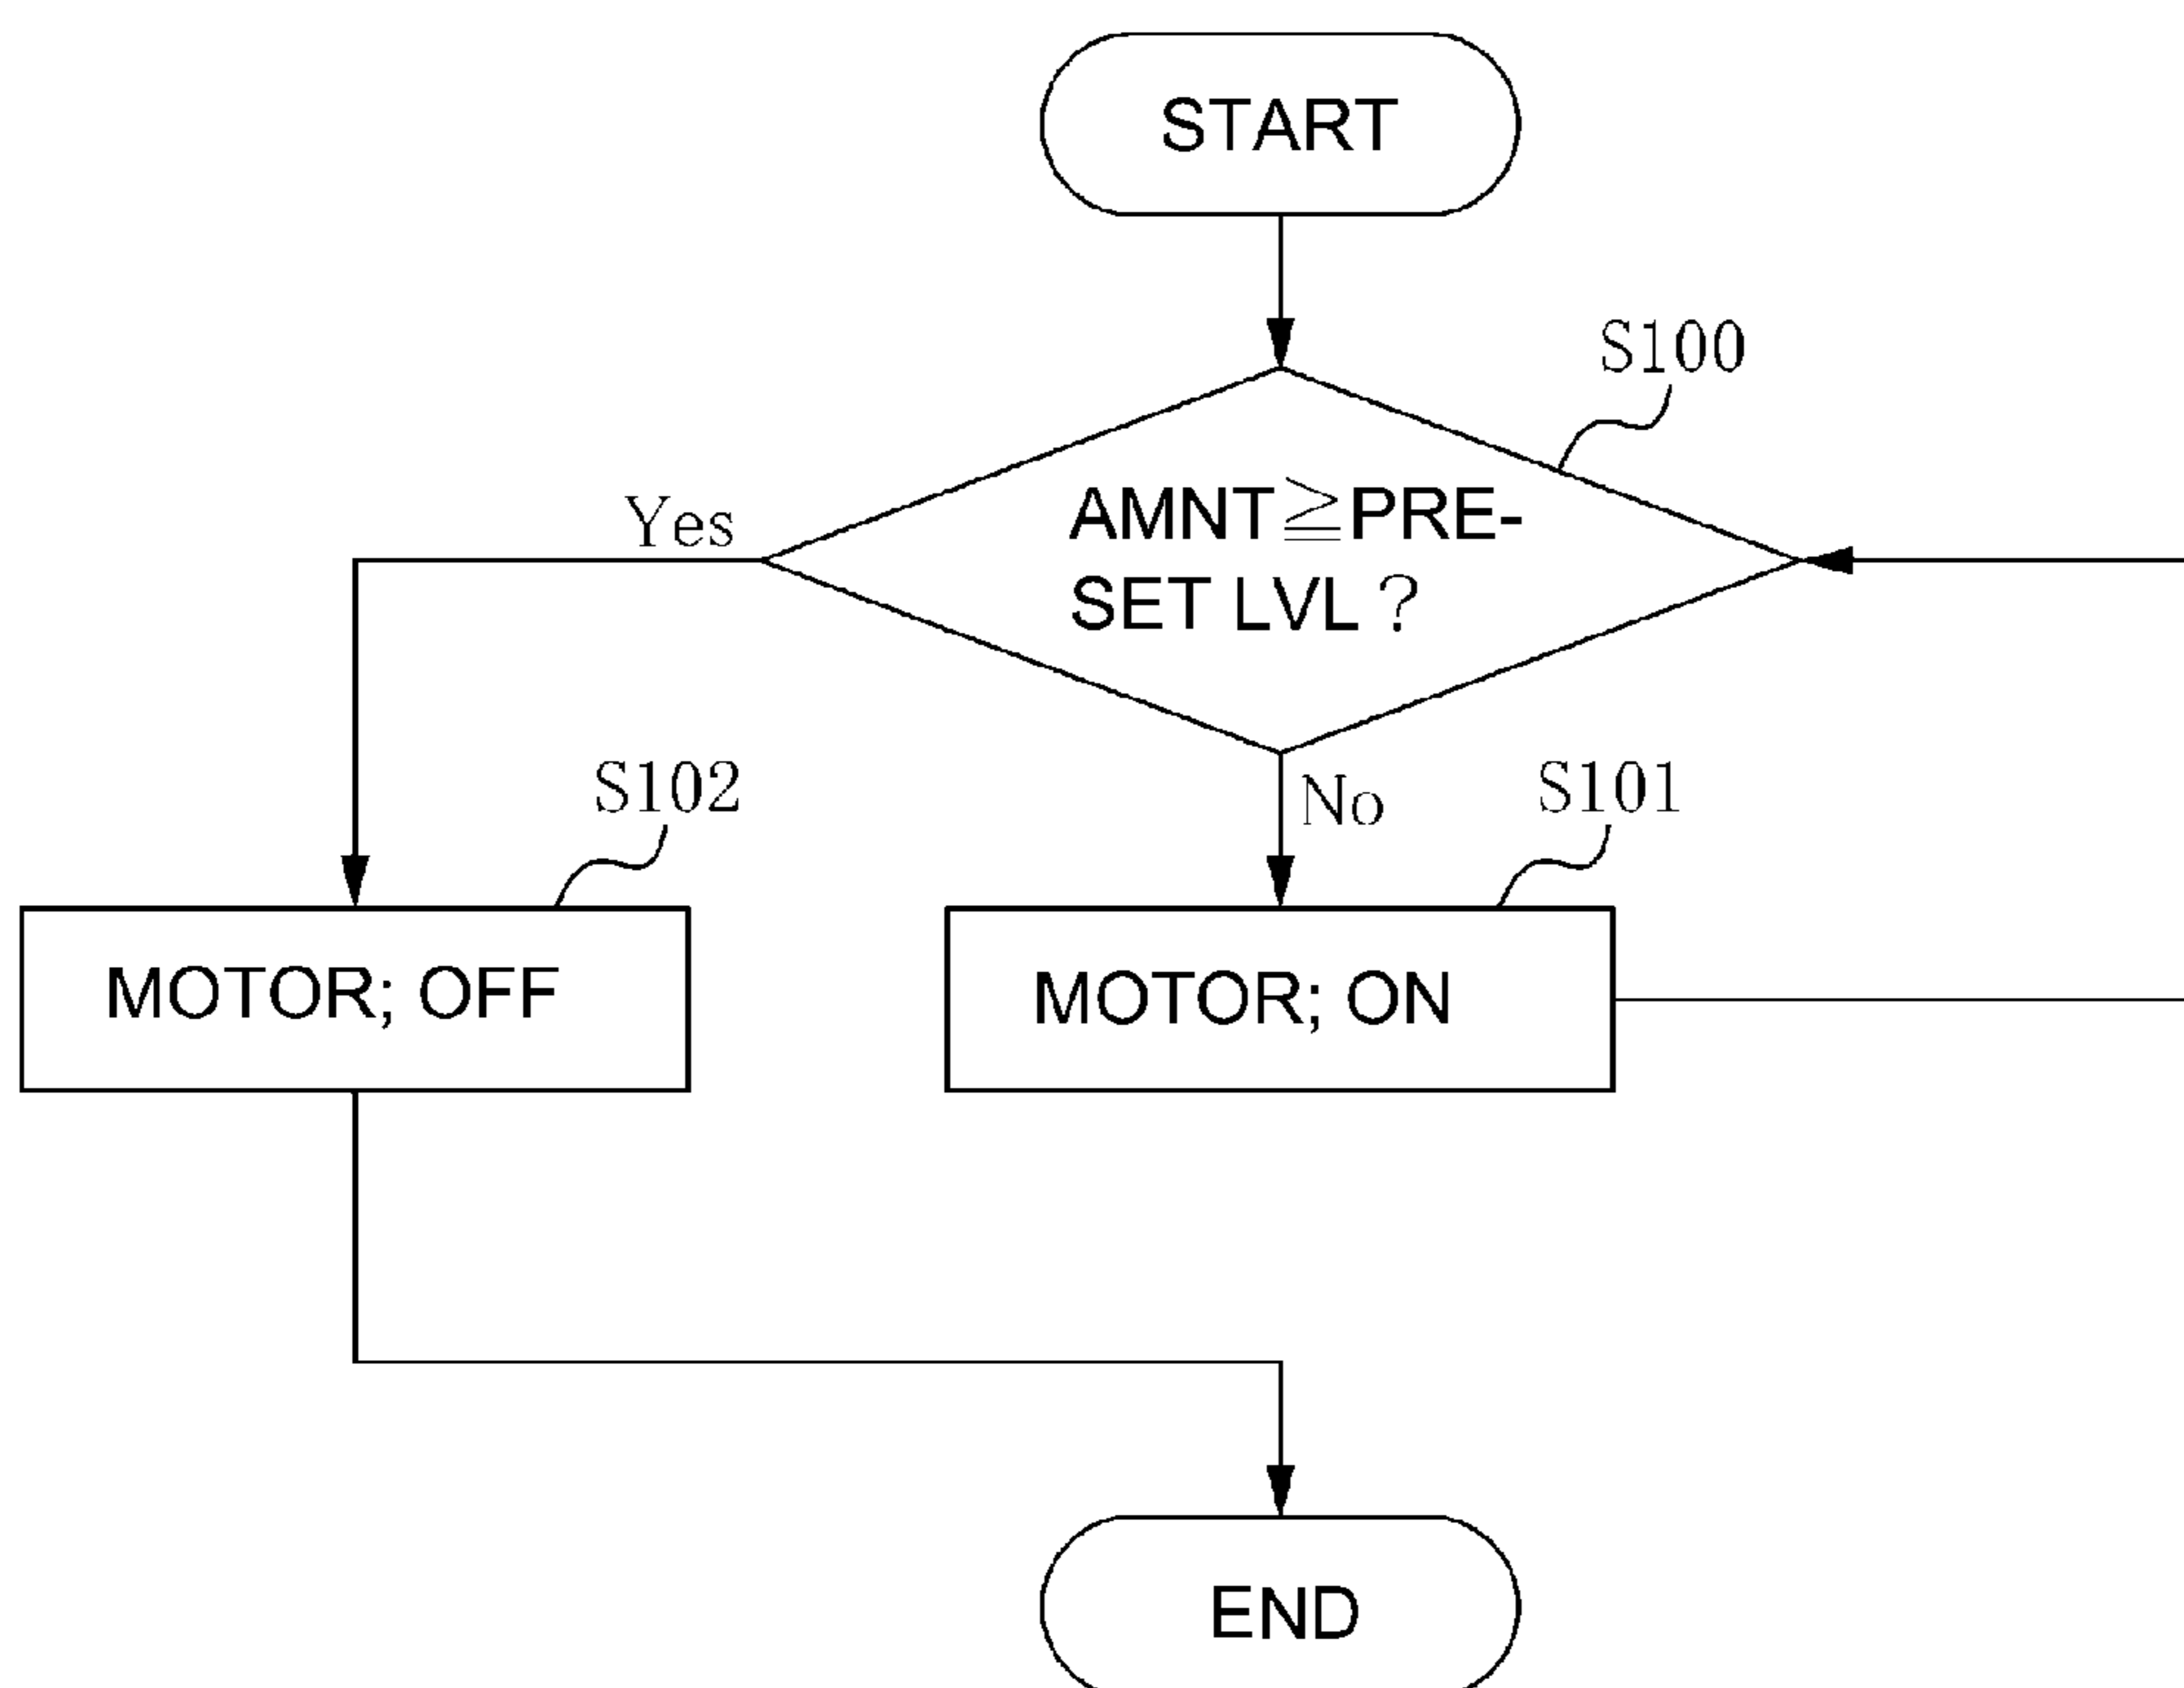 START
S100
Yes
AMNT≧PRE-
SET LVL ?
S102
No
S101
MOTOR; OFF
MOTOR; ON
END